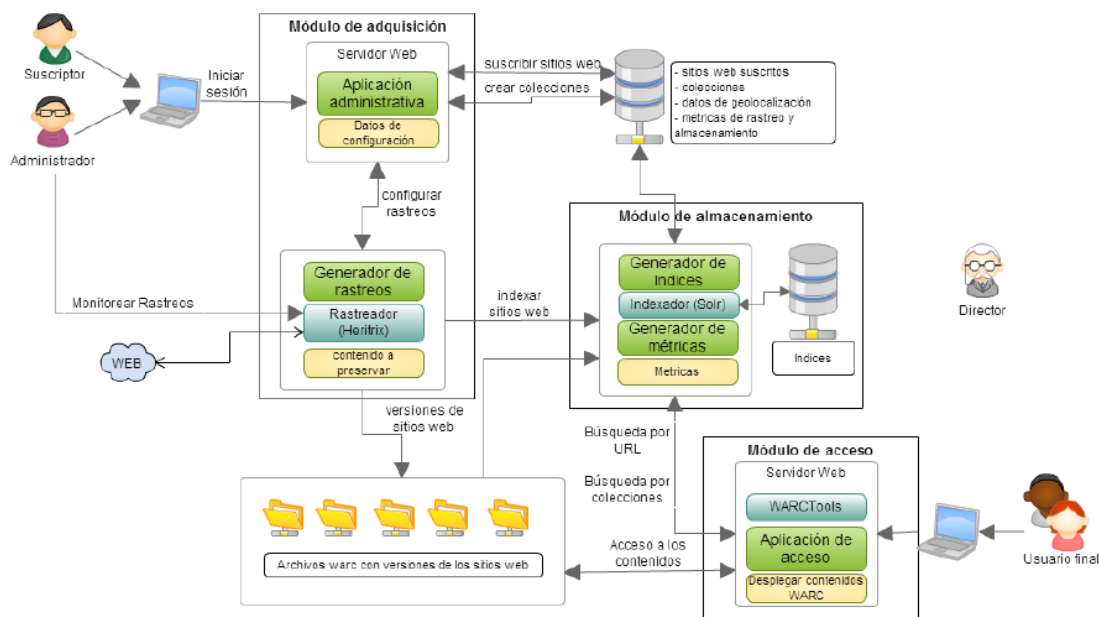 Suscriptor
Administrador
Iniciar
sesión
Módulo de adquisición
Servidor Web
Aplicación
administrativa
Datos de
configuración
suscribir sitios web
crear colecciones
- sitios web suscritos
- colecciones
- datos de geolocalización
- metricas de rastreo y
almacenamiento
configurar
rastreos
Generador de
rastreos
Rastreador
(Heritrix)
contenido a
preservar
Monitorear Rastreos
WEB
indexar
sitios web
Módulo de almacenamiento
Generador de
índices
Indexador (Solr)
Generador de
métricas
Metricas
Indices
Director
versiones de
sitios web
Archivos warc con versiones de los sitios web
Búsqueda por
URL
Búsqueda por
colecciones
Acceso a los
contenidos
Módulo de acceso
Servidor Web
WARCTools
Aplicación de
acceso
Desplegar contenidos
WARC
Usuario final